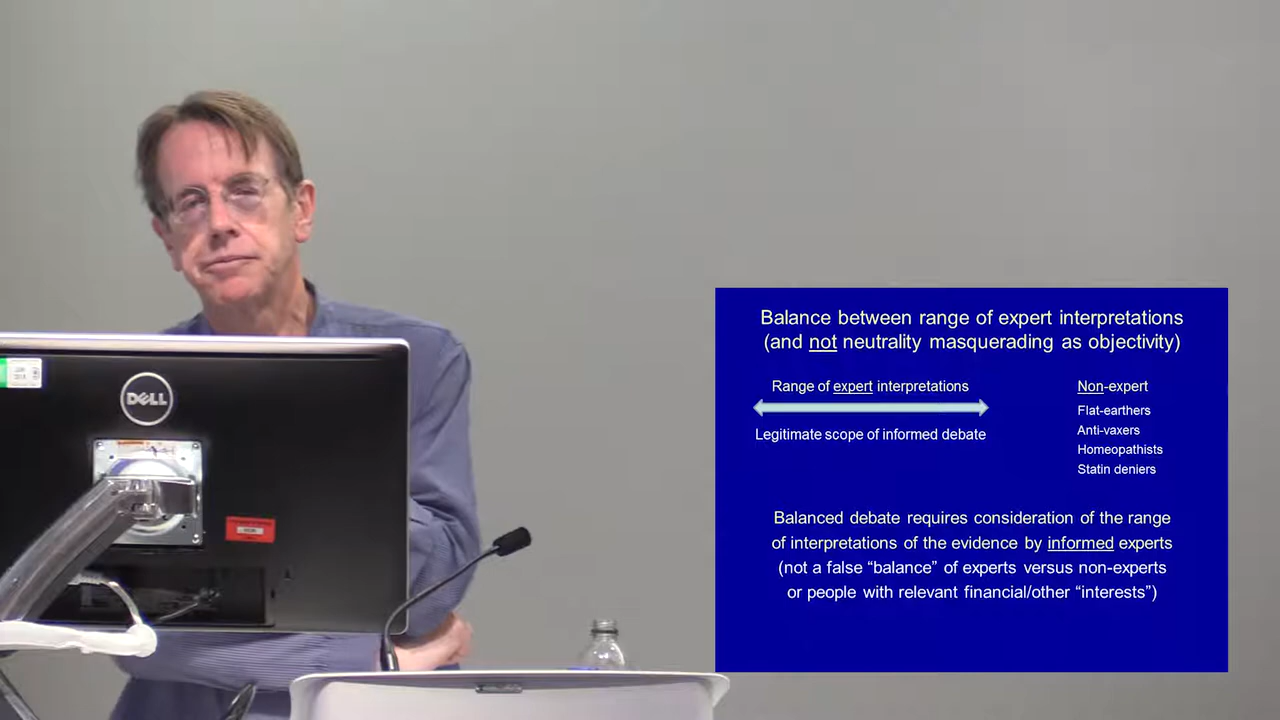 DELL
Balance between range of expert interpretations
(and not neutrality masquerading as objectivity)
Range of expert interpretations
Legitimate scope of informed debate
Non-expert
Flat-earthers
Anti-vaxers
Homeopathists
Statin deniers
Balanced debate requires consideration of the range
of interpretations of the evidence by informed experts
(not a false “balance” of experts versus non-experts
or people with relevant financial/other “interests”)